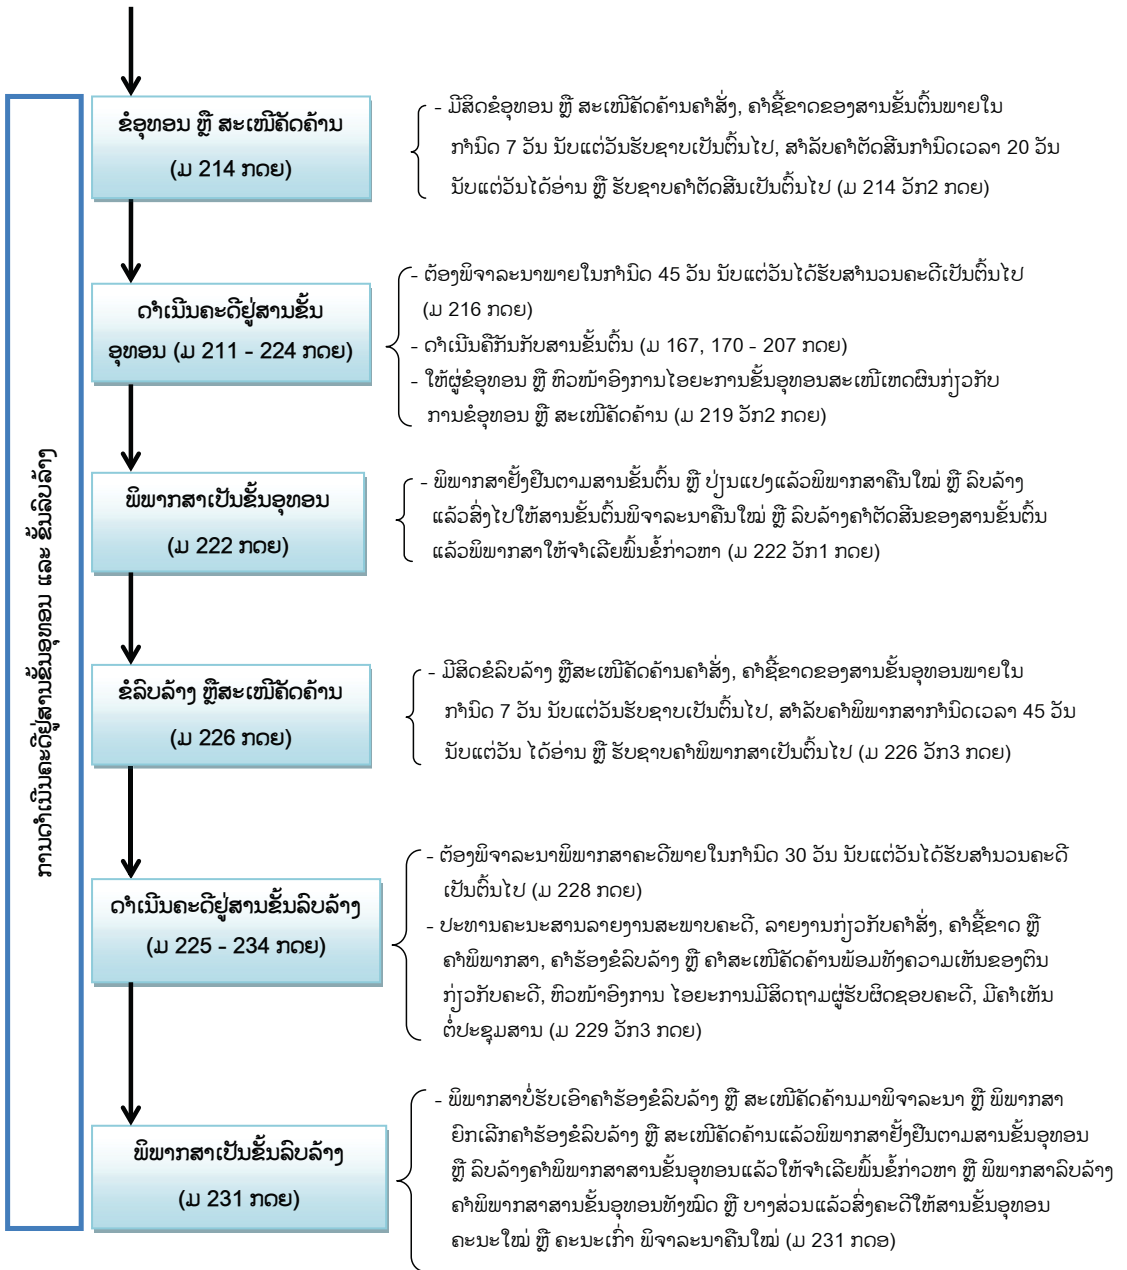 ການດຳເນີນຄະດີຢູ່ສານຂັ້ນອຸທອນ ແລະ ຂັ້ນລົບລ້າງ
ຂໍອຸທອນ ຫຼື ສະເໜີຄັດຄ້ານ
(ມ 214 ກດຍ)
- ມີສິດຂໍອຸທອນ ຫຼື ສະເໜີຄັດຄ້ານຄຳສັ່ງ, ຄຳຊີ້ຂາດຂອງສານຂັ້ນຕົ້ນພາຍໃນ
ກຳນົດ 7 ວັນ ນັບແຕ່ວັນຮັບຊາບເປັນຕົ້ນໄປ, ສຳລັບຄຳຕັດສີນກຳນົດເວລາ 20 ວັນ
ນັບແຕ່ວັນໄດ້ອ່ານ ຫຼື ຮັບຊາບຄຳຕັດສີນເປັນຕົ້ນໄປ (ມ 214 ວັກ2 ກດຍ)
ດຳເນີນຄະດີຢູ່ສານຂັ້ນ
ອຸທອນ (ມ 211 - 224 ກດຍ)
- ຕ້ອງພິຈາລະນາພາຍໃນກຳນົດ 45 ວັນ ນັບແຕ່ວັນໄດ້ຮັບສຳນວນຄະດີເປັນຕົ້ນໄປ
(ມ 216 ກດຍ)
- ດຳເນີນຄືກັນກັບສານຂັ້ນຕົ້ນ (ມ 167, 170 - 207 ກດຍ)
- ໃຫ້ຜູ່ຂໍອຸທອນ ຫຼື ຫົວໜ້າອົງການໄອຍະການຂັ້ນອຸທອນສະເໜີເຫດຜົນກ່ຽວກັບ
ການຂໍອຸທອນ ຫຼື ສະເໜີຄັດຄ້ານ (ມ 219 ວັກ2 ກດຍ)
ພິພາກສາເປັນຂັ້ນອຸທອນ
(ມ 222 ກດຍ)
- ພິພາກສາຢັ້ງຢືນຕາມສານຂັ້ນຕົ້ນ ຫຼື ປ່ຽນແປງແລ້ວພິພາກສາຄືນໃໝ່ ຫຼື ລົບລ້າງ
ແລ້ວສົ່ງໄປໃຫ້ສານຂັ້ນຕົ້ນພິຈາລະນາຄືນໃໝ່ ຫຼື ລົບລ້າງຄຳຕັດສີນຂອງສານຂັ້ນຕົ້ນ
ແລ້ວພິພາກສາໃຫ້ຈຳເລີຍພົ້ນຂໍ້ກ່າວຫາ (ມ 222 ວັກ1 ກດຍ)
ຂໍລົບລ້າງ ຫຼືສະເໜີຄັດຄ້ານ
(ມ 226 ກດຍ)
- ມີສິດຂໍລົບລ້າງ ຫຼືສະເໜີຄັດຄ້ານຄຳສັ່ງ, ຄຳຊີ້ຂາດຂອງສານຂັ້ນອຸທອນພາຍໃນ
ກຳນົດ 7 ວັນ ນັບແຕ່ວັນຮັບຊາບເປັນຕົ້ນໄປ, ສຳລັບຄຳພິພາກສາກຳນົດເວລາ 45 ວັນ
ນັບແຕ່ວັນ ໄດ້ອ່ານ ຫຼື ຮັບຊາບຄຳພິພາກສາເປັນຕົ້ນໄປ (ມ 226 ວັກ3 ກດຍ)
ດຳເນີນຄະດີຢູ່ສານຂັ້ນລົບລ້າງ
(ມ 225 - 234 ກດຍ)
- ຕ້ອງພິຈາລະນາພິພາກສາຄະດີພາຍໃນກຳນົດ 30 ວັນ ນັບແຕ່ວັນໄດ້ຮັບສຳນວນຄະດີ
ເປັນຕົ້ນໄປ (ມ 228 ກດຍ)
- ປະທານຄະນະສານລາຍງານສະພາບຄະດີ, ລາຍງານກ່ຽວກັບຄຳສັ່ງ, ຄຳຊີ້ຂາດ ຫຼື
ຄຳພິພາກສາ, ຄຳຮ້ອງຂໍລົບລ້າງ ຫຼື ຄຳສະເໜີຄັດຄ້ານພ້ອມທັງຄວາມເຫັນຂອງຕົນ
ກ່ຽວກັບຄະດີ, ຫົວໜ້າອົງການ ໄອຍະການມີສິດຖາມຜູ່ຮັບຜິດຊອບຄະດີ, ມີຄຳເຫັນ
ຕໍ່ປະຊຸມສານ (ມ 229 ວັກ3 ກດຍ)
ພິພາກສາເປັນຂັ້ນລົບລ້າງ
(ມ 231 ກດຍ)
- ພິພາກສາບໍ່ຮັບເອົາຄຳຮ້ອງຂໍລົບລ້າງ ຫຼື ສະເໜີຄັດຄ້ານມາພິຈາລະນາ ຫຼື ພິພາກສາ
ຍົກເລີກຄຳຮ້ອງຂໍລົບລ້າງ ຫຼື ສະເໜີຄັດຄ້ານແລ້ວພິພາກສາຢັ້ງຢືນຕາມສານຂັ້ນອຸທອນ
ຫຼື ລົບລ້າງຄຳພິພາກສາສານຂັ້ນອຸທອນແລ້ວໃຫ້ຈຳເລີຍພົ້ນຂໍ້ກ່າວຫາ ຫຼື ພິພາກສາລົບລ້າງ
ຄຳພິພາກສາສານຂັ້ນອຸທອນທັງໝົດ ຫຼື ບາງສ່ວນແລ້ວສົ່ງຄະດີໃຫ້ສານຂັ້ນອຸທອນ
ຄະນະໃໝ່ ຫຼື ຄະນະເກົ່າ ພິຈາລະນາຄືນໃໝ່ (ມ 231 ກດອ)